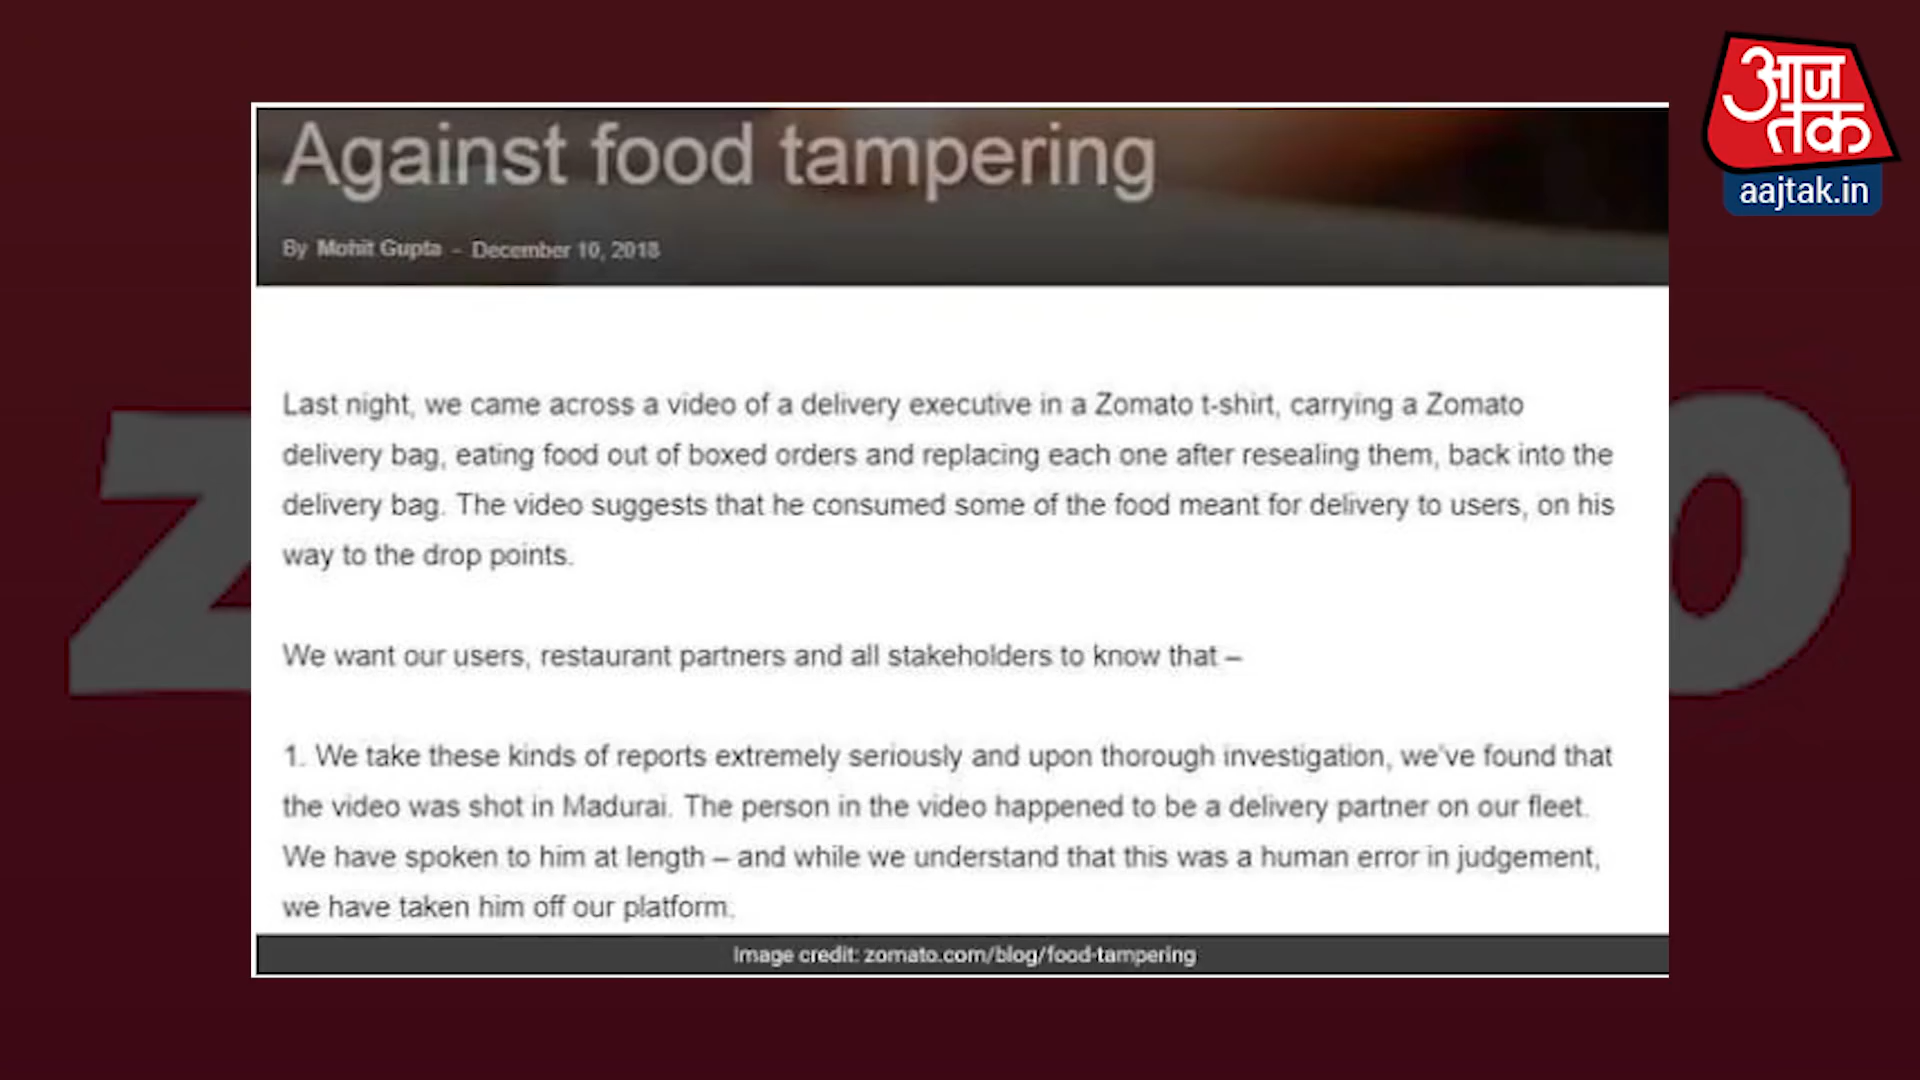 आज
तक
aajtak.in
Against food tampering
By Mohit Gupta - December 10, 2018
Last night, we came across a video of a delivery executive in a Zomato t-shirt, carrying a Zomato
delivery bag, eating food out of boxed orders and replacing each one after resealing them, back into the
delivery bag. The video suggests that he consumed some of the food meant for delivery to users, on his
way to the drop points.
We want our users, restaurant partners and all stakeholders to know that –
1. We take these kinds of reports extremely seriously and upon thorough investigation, we've found that
the video was shot in Madurai. The person in the video happened to be a delivery partner on our fleet.
We have spoken to him at length – and while we understand that this was a human error in judgement,
we have taken him off our platform.
Image credit: zomato.com/blog/food-tampering